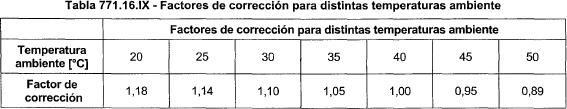 Tabla 771.16.IX - Factores de corrección para distintas temperaturas ambiente
Factores de corrección para distintas temperaturas ambiente
Temperatura ambiente [°C] 20 25 30 35 40 45 50
Factor de corrección 1,18 1,14 1,10 1,05 1,00 0,95 0,89